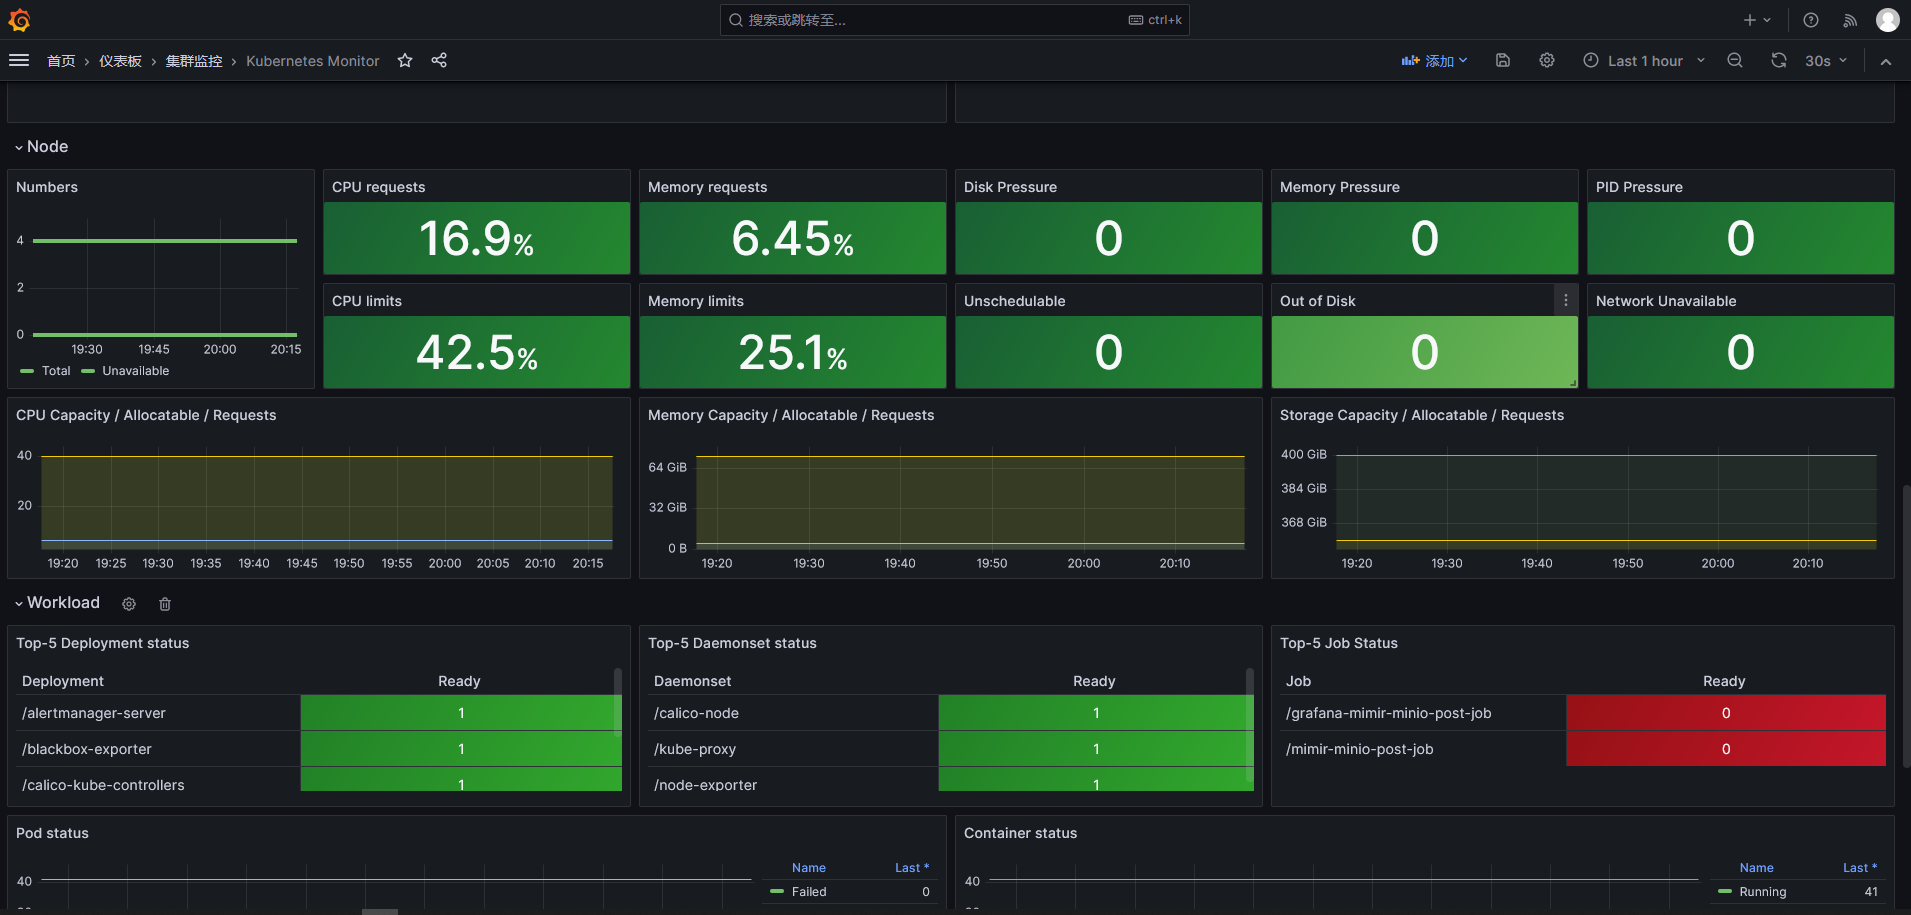 搜索或跳转至...
ctrl+k
首页 › 仪表板 › 集群监控 › Kubernetes Monitor
添加
Last 1 hour
30s
Node
Numbers
4
2
0
19:30 19:45 20:00 20:15
Total Unavailable
CPU requests
16.9%
Memory requests
6.45%
Disk Pressure
0
Memory Pressure
0
PID Pressure
0
CPU limits
42.5%
Memory limits
25.1%
Unschedulable
0
Out of Disk
0
Network Unavailable
0
CPU Capacity / Allocatable / Requests
40
20
19:20 19:25 19:30 19:35 19:40 19:45 19:50 19:55 20:00 20:05 20:10 20:15
Memory Capacity / Allocatable / Requests
64 GiB
32 GiB
0 B
19:20 19:30 19:40 19:50 20:00 20:10
Storage Capacity / Allocatable / Requests
400 GiB
384 GiB
368 GiB
19:20 19:30 19:40 19:50 20:00 20:10
Workload
Top-5 Deployment status
Deployment Ready
/alertmanager-server 1
/blackbox-exporter 1
/calico-kube-controllers 1
Top-5 Daemonset status
Daemonset Ready
/calico-node 1
/kube-proxy 1
/node-exporter 1
Top-5 Job Status
Job Ready
/grafana-mimir-minio-post-job 0
/mimir-minio-post-job 0
Pod status
40
Name Last *
Failed 0
Container status
40
Name Last *
Running 41